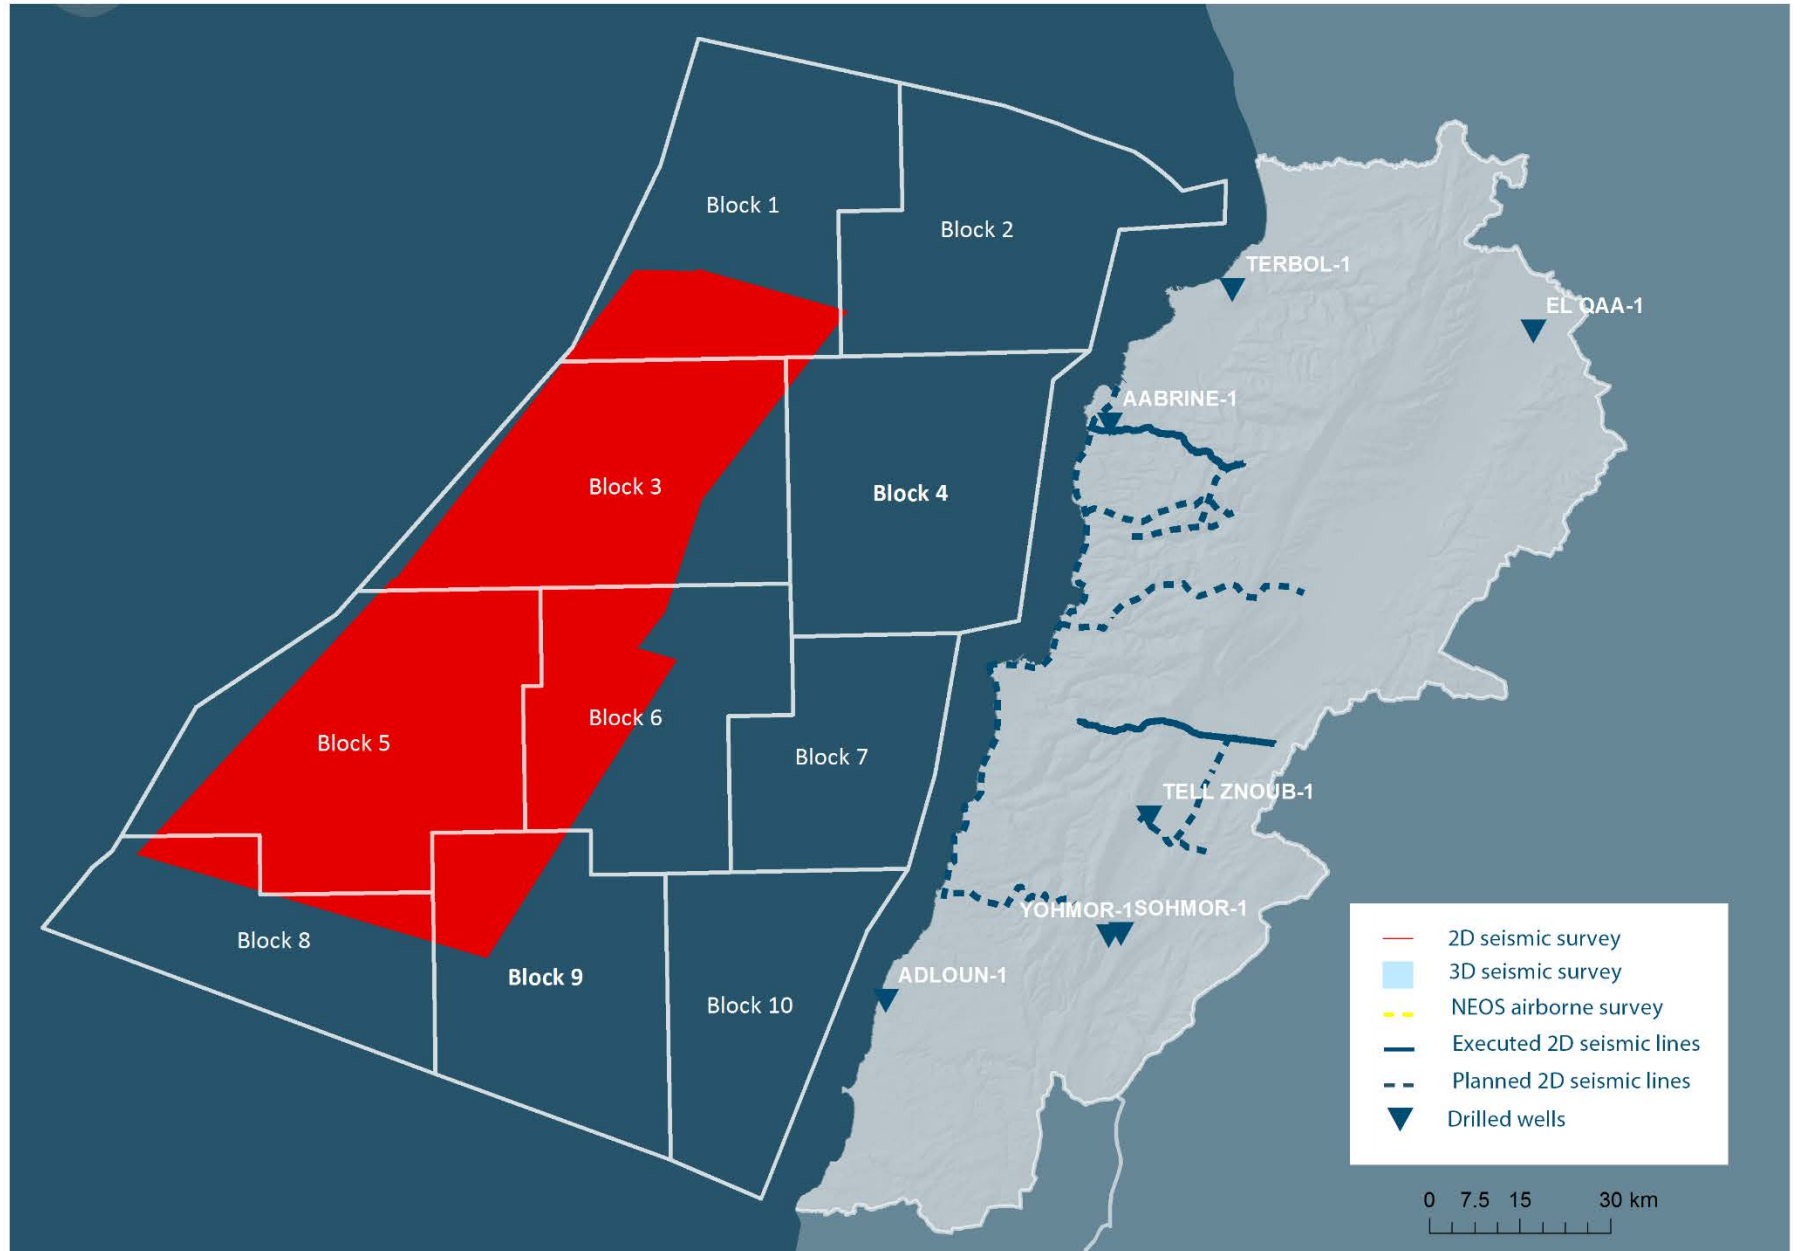 Block 1
Block 2
TERBOL-1
EL QAA-1
AABRINE-1
Block 3
Block 4
Block 6
Block 5
Block 7
TELL ZNOUB-1
YOHMOR-1
SOHMOR-1
Block 8
Block 9
ADLOUN-1
Block 10
2D seismic survey
3D seismic survey
NEOS airborne survey
Executed 2D seismic lines
Planned 2D seismic lines
Drilled wells
0 7.5 15 30 km